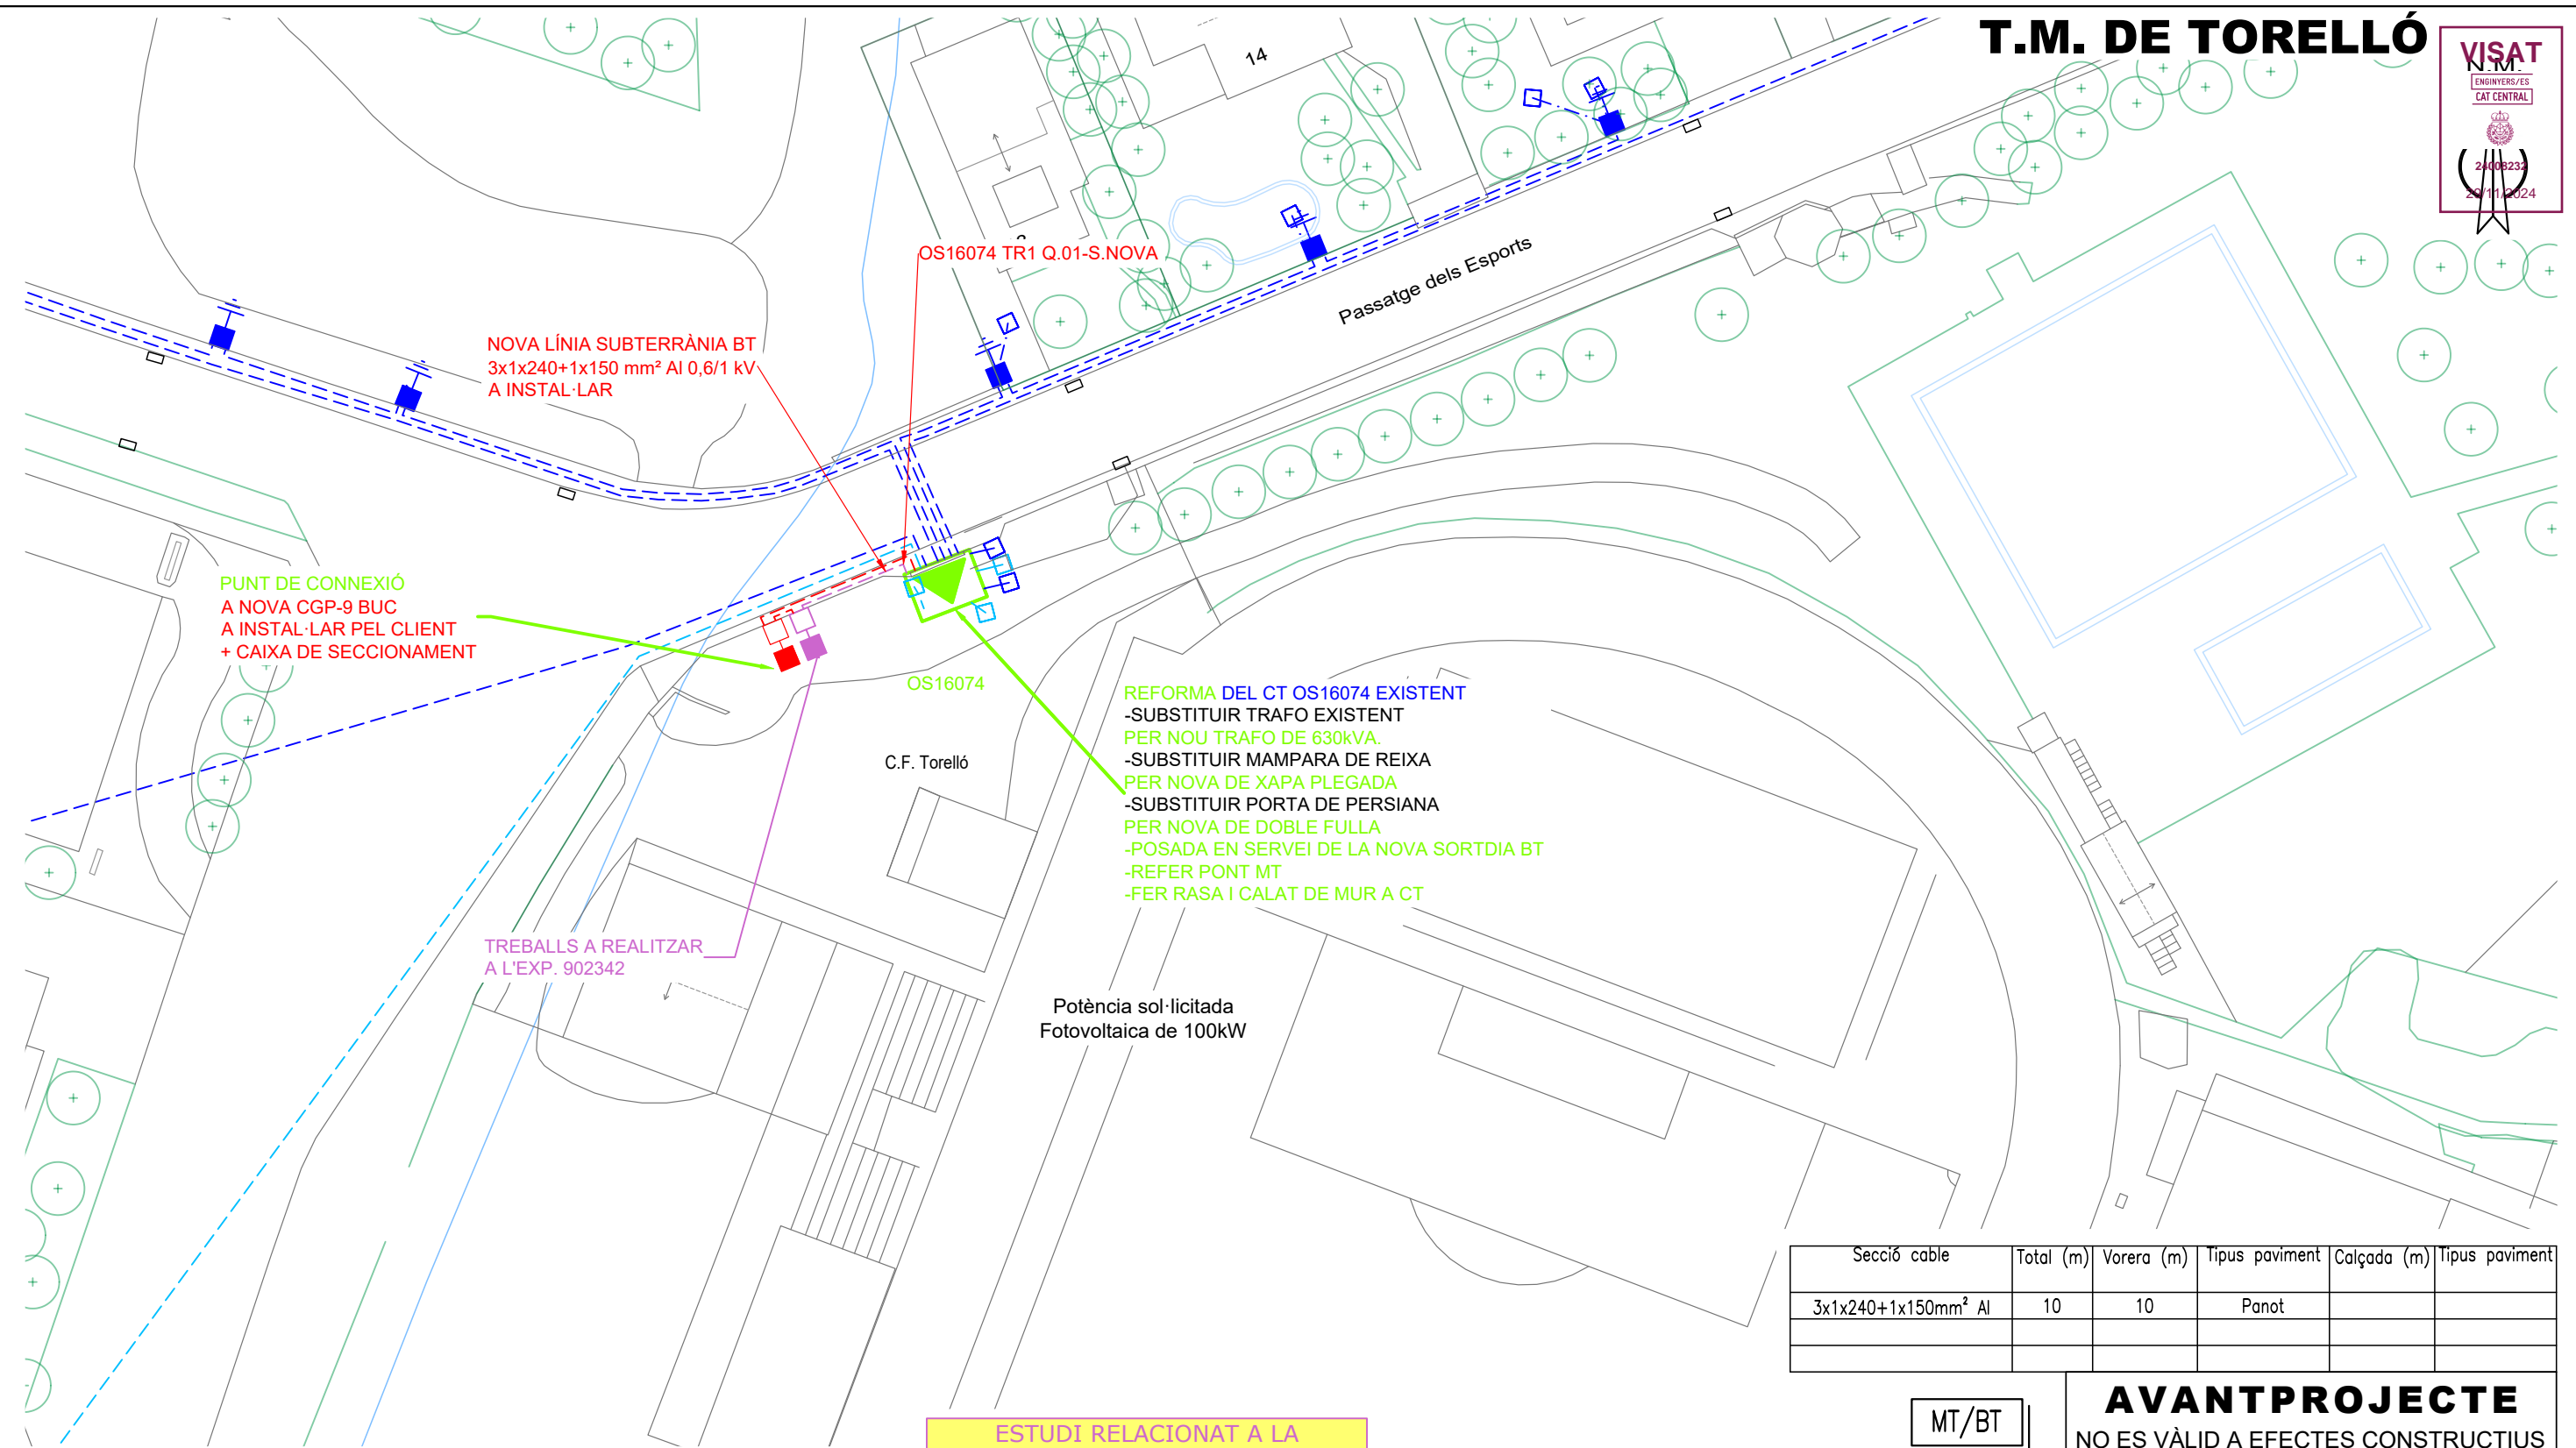 T.M. DE TORELLÓ
VISAT
N.M.
ENGINYERS/ES
CAT CENTRAL
24008232
29/11/2024
14
OS16074 TR1 Q.01-S.NOVA
Passatge dels Esports
NOVA LÍNIA SUBTERRÀNIA BT
3x1x240+1x150 mm² Al 0,6/1 kV
A INSTAL·LAR
PUNT DE CONNEXIÓ
A NOVA CGP-9 BUC
A INSTAL·LAR PEL CLIENT
+ CAIXA DE SECCIONAMENT
OS16074
REFORMA DEL CT OS16074 EXISTENT
-SUBSTITUIR TRAFO EXISTENT
PER NOU TRAFO DE 630kVA.
-SUBSTITUIR MAMPARA DE REIXA
PER NOVA DE XAPA PLEGADA
-SUBSTITUIR PORTA DE PERSIANA
PER NOVA DE DOBLE FULLA
-POSADA EN SERVEI DE LA NOVA SORTDIA BT
-REFER PONT MT
-FER RASA I CALAT DE MUR A CT
C.F. Torelló
TREBALLS A REALITZAR
A L'EXP. 902342
Potència sol·licitada
Fotovoltaica de 100kW
Secció cable Total (m) Vorera (m) Tipus paviment Calçada (m) Tipus paviment
3x1x240+1x150mm² Al 10 10 Panot
MT/BT
AVANTPROJECTE
NO ES VÀLID A EFECTES CONSTRUCTIUS
ESTUDI RELACIONAT A LA